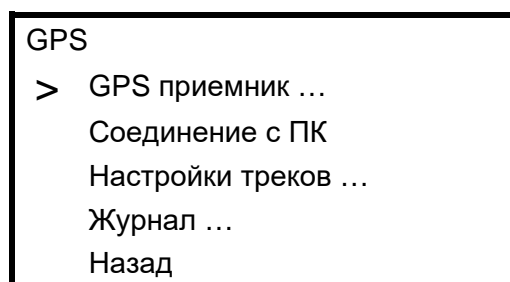 GPS
> GPS приемник …
Соединение с ПК
Настройки треков …
Журнал …
Назад